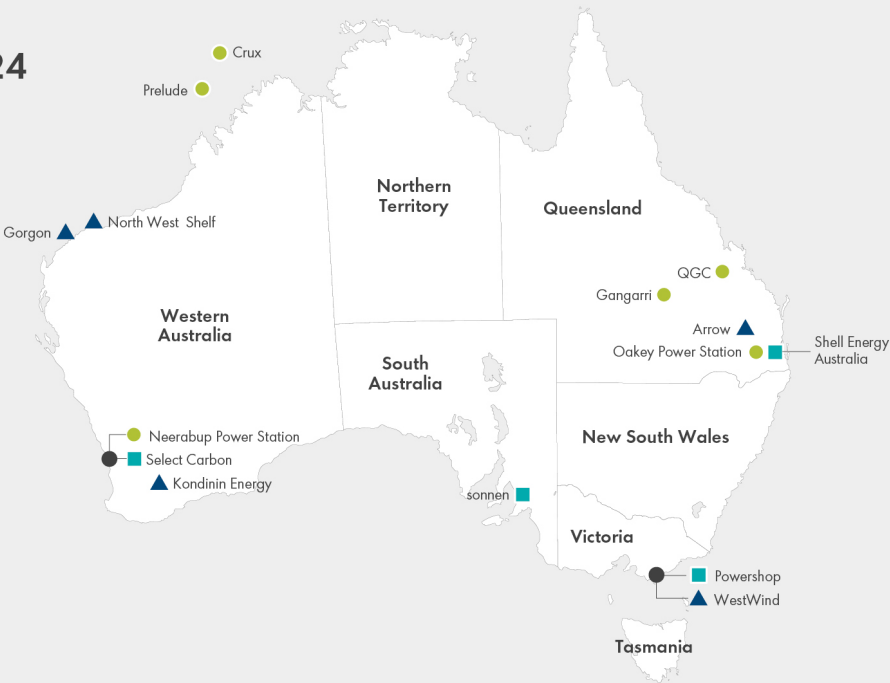 24
Crux
Prelude
Northern
Territory
Queensland
North West Shelf
Gorgon
QGC
Gangarri
Western
Australia
Arrow
Shell Energy
Australia
Oakey Power Station
South
Australia
Neerabup Power Station
New South Wales
Select Carbon
Kondinin Energy
sonnen
Victoria
Powershop
WestWind
Tasmania